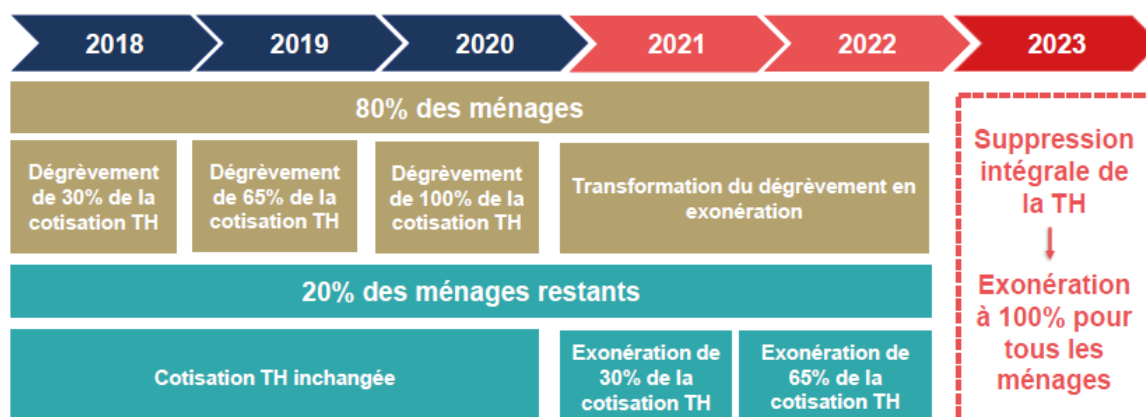 2018 2019 2020 2021 2022 2023
80% des ménages
Dégrèvement
de 30% de la
cotisation TH
Dégrèvement
de 65% de la
cotisation TH
Dégrèvement
de 100% de la
cotisation TH
Transformation du dégrèvement en
exonération
20% des ménages restants
Cotisation TH inchangée
Exonération de
30% de la
cotisation TH
Exonération de
65% de la
cotisation TH
Suppression
intégrale de
la TH
Exonération
à 100% pour
tous les
ménages